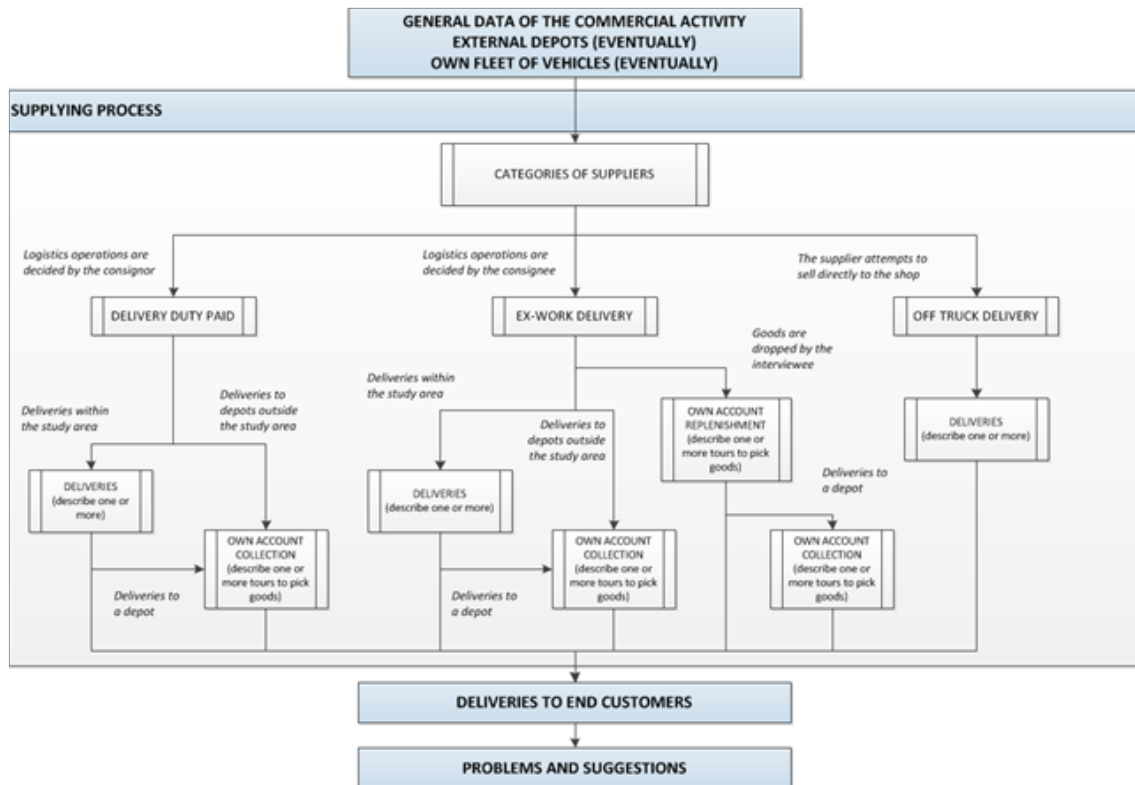 GENERAL DATA OF THE COMMERCIAL ACTIVITY
EXTERNAL DEPOTS (EVENTUALLY)
OWN FLEET OF VEHICLES (EVENTUALLY)
SUPPLYING PROCESS
CATEGORIES OF SUPPLIERS
Logistics operations are
decided by the consignor
Logistics operations are
decided by the consignee
The supplier attempts to
sell directly to the shop
DELIVERY DUTY PAID
EX-WORK DELIVERY
OFF TRUCK DELIVERY
Goods are
dropped by the
interviewee
Deliveries within
the study area
Deliveries to
depots outside
the study area
Deliveries within
the study area
Deliveries to
depots outside
the study area
OWN ACCOUNT
REPLENISHMENT
(describe one or
more tours to pick
goods)
DELIVERIES
(describe one or more)
Deliveries to
a depot
DELIVERIES
(describe one or
more)
DELIVERIES
(describe one or more)
OWN ACCOUNT
COLLECTION
(describe one or
more tours to pick
goods)
OWN ACCOUNT
COLLECTION
(describe one or
more tours to pick
goods)
OWN ACCOUNT
COLLECTION
(describe one or
more tours to pick
goods)
Deliveries to
a depot
Deliveries to
a depot
DELIVERIES TO END CUSTOMERS
PROBLEMS AND SUGGESTIONS